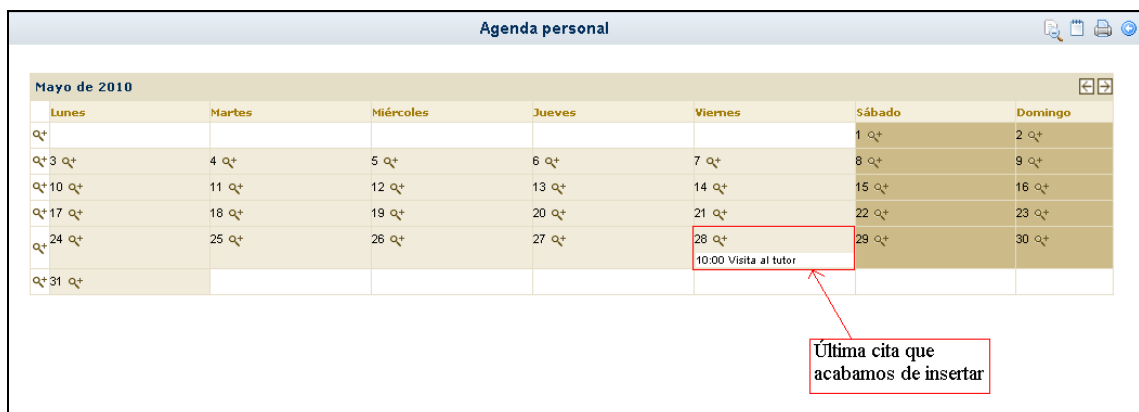 Agenda personal
Mayo de 2010
Lunes Martes Miércoles Jueves Viernes Sábado Domingo
1 2
3 4 5 6 7 8 9
10 11 12 13 14 15 16
17 18 19 20 21 22 23
24 25 26 27 28 29 30
10:00 Visita al tutor
31
Última cita que
acabamos de insertar